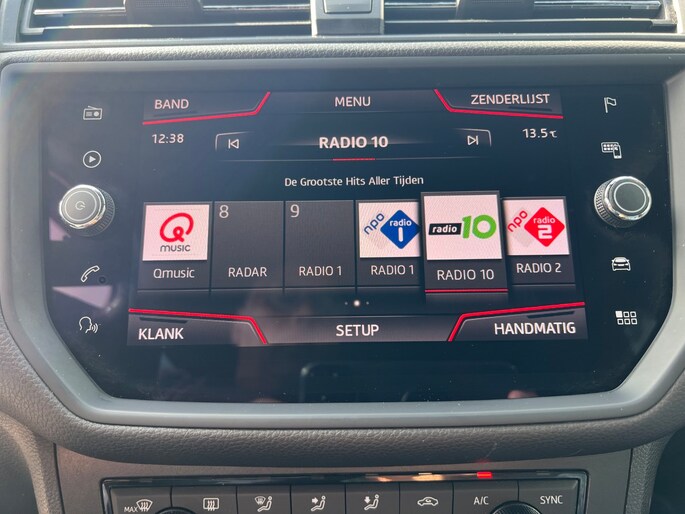 BAND MENU ZENDERLIJST
12:38 RADIO 10 13.5℃
De Grootste Hits Aller Tijden
Q MUSIC 8 9 npo radio 1 radio 10 npo radio 2
Qmusic RADAR RADIO 1 RADIO 1 RADIO 10 RADIO 2
KLANK SETUP HANDMATIG
MAX A/C SYNC